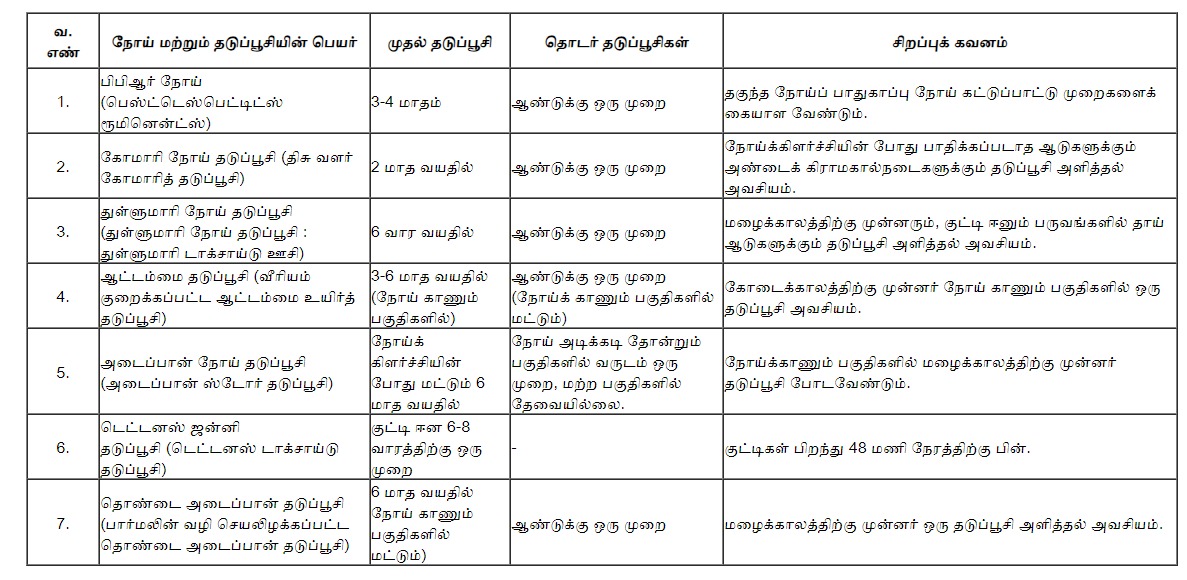 வ. எண்
நோய் மற்றும் தடுப்பூசியின் பெயர்
முதல் தடுப்பூசி
தொடர் தடுப்பூசிகள்
சிறப்புக் கவனம்
1.
பிபிஆர் நோய்
(பெஸ்ட்டெஸ்பெட்டிட்ஸ்
ரூமினென்ட்ஸ்)
3-4 மாதம்
ஆண்டுக்கு ஒரு முறை
தகுந்த நோய்ப் பாதுகாப்பு நோய் கட்டுப்பாட்டு முறைகளைக்
கையாள வேண்டும்.
2.
கோமாரி நோய் தடுப்பூசி (திசு வளர்
கோமாரித் தடுப்பூசி)
2 மாத வயதில்
ஆண்டுக்கு ஒரு முறை
நோய்க்கிளர்ச்சியின் போது பாதிக்கப்படாத ஆடுகளுக்கும்
அண்டைக் கிராமகால்நடைகளுக்கும் தடுப்பூசி அளித்தல்
அவசியம்.
3.
துள்ளுமாரி நோய் தடுப்பூசி
(துள்ளுமாரி நோய் தடுப்பூசி :
துள்ளுமாரி டாக்சாய்டு ஊசி)
6 வார வயதில்
ஆண்டுக்கு ஒரு முறை
மழைக்காலத்திற்கு முன்னரும், குட்டி ஈனும் பருவங்களில் தாய்
ஆடுகளுக்கும் தடுப்பூசி அளித்தல் அவசியம்.
4.
ஆட்டம்மை தடுப்பூசி (வீரியம்
குறைக்கப்பட்ட ஆட்டம்மை உயிர்த்
தடுப்பூசி)
3-6 மாத வயதில்
(நோய் காணும்
பகுதிகளில்)
ஆண்டுக்கு ஒரு முறை
(நோய்க் காணும் பகுதிகளில்
மட்டும்)
கோடைக்காலத்திற்கு முன்னர் நோய் காணும் பகுதிகளில் ஒரு
தடுப்பூசி அவசியம்.
5.
அடைப்பான் நோய் தடுப்பூசி
(அடைப்பான் ஸ்டோர் தடுப்பூசி)
நோய்க்
கிளர்ச்சியின்
போது மட்டும் 6
மாத வயதில்
நோய் அடிக்கடி தோன்றும்
பகுதிகளில் வருடம் ஒரு
முறை, மற்ற பகுதிகளில்
தேவையில்லை.
நோய்க்காணும் பகுதிகளில் மழைக்காலத்திற்கு முன்னர்
தடுப்பூசி போடவேண்டும்.
6.
டெட்டனஸ் ஜன்னி
தடுப்பூசி (டெட்டனஸ் டாக்சாய்டு
தடுப்பூசி)
குட்டி ஈன 6-8
வாரத்திற்கு ஒரு
முறை
-
குட்டிகள் பிறந்து 48 மணி நேரத்திற்கு பின்.
7.
தொண்டை அடைப்பான் தடுப்பூசி
(பார்மலின் வழி செயலிழக்கப்பட்ட
தொண்டை அடைப்பான் தடுப்பூசி)
6 மாத வயதில்
நோய் காணும்
பகுதிகளில்
மட்டும்)
ஆண்டுக்கு ஒரு முறை
மழைக்காலத்திற்கு முன்னர் ஒரு தடுப்பூசி அளித்தல் அவசியம்.